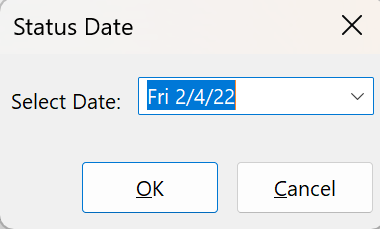 Status Date
Select Date: Fri 2/4/22
OK Cancel